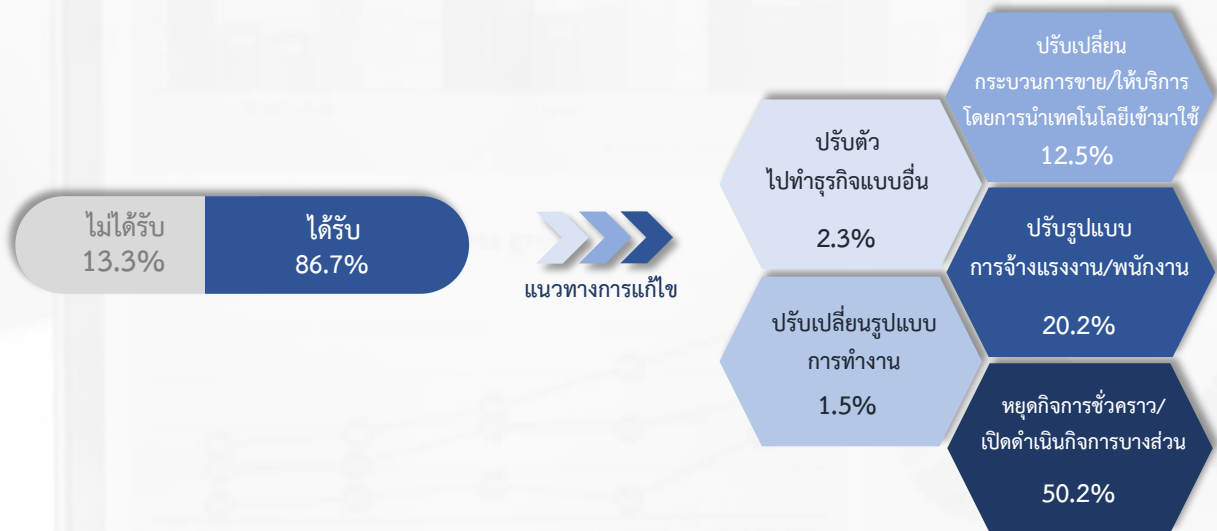 ไม่ได้รับ
13.3%
ได้รับ
86.7%
แนวทางการแก้ไข
ปรับตัว
ไปทำธุรกิจแบบอื่น
2.3%
ปรับเปลี่ยนรูปแบบ
การทำงาน
1.5%
ปรับเปลี่ยน
กระบวนการขาย/ให้บริการ
โดยการนำเทคโนโลยีเข้ามาใช้
12.5%
ปรับรูปแบบ
การจ้างแรงงาน/พนักงาน
20.2%
หยุดกิจการชั่วคราว/
เปิดดำเนินกิจการบางส่วน
50.2%